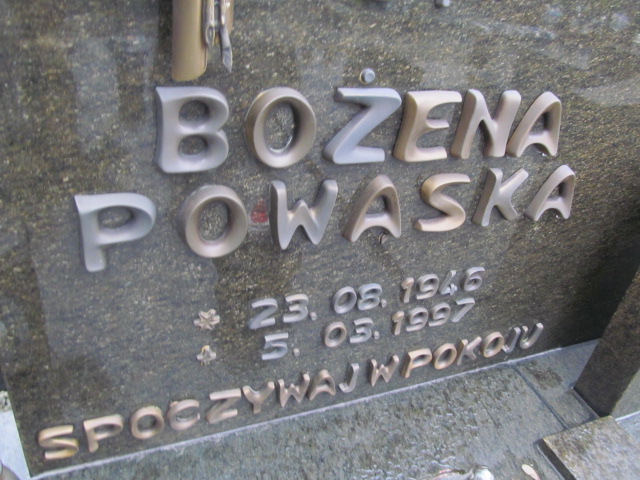 BOŻENA
POWASKA
23. 08. 1946
5. 03. 1997
SPOCZYWAJ W POKOJU